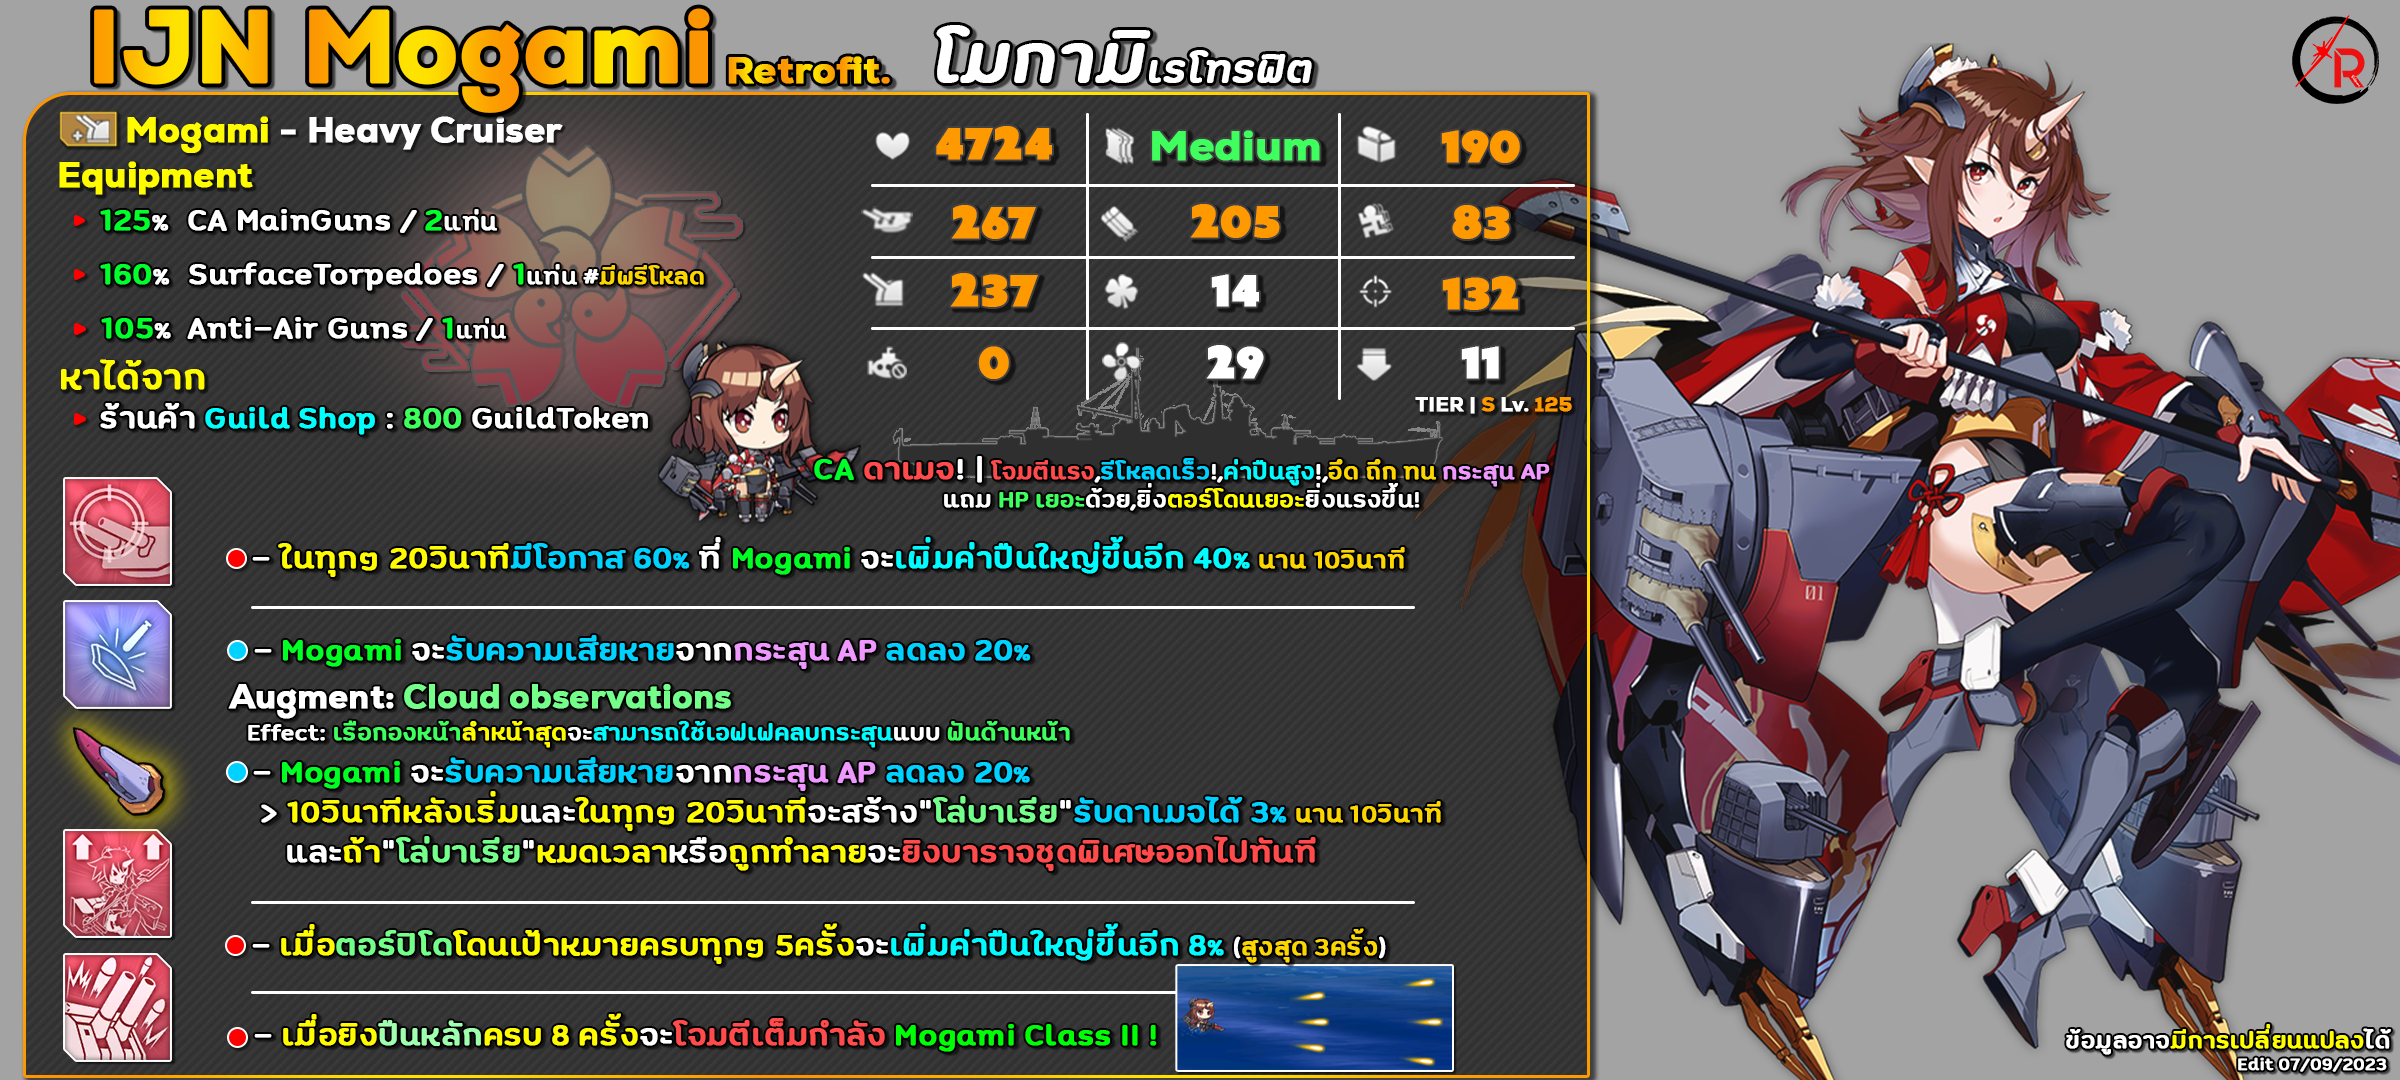 IJN Mogami Retrofit. โมกามิเรโทรฟิต
R
Mogami - Heavy Cruiser
Equipment
125% CA MainGuns / 2แท่น
160% SurfaceTorpedoes / 1แท่น #มีพรีโหลด
105% Anti-Air Guns / 1แท่น
หาได้จาก
ร้านค้า Guild Shop : 800 GuildToken
4724 Medium 190
267 205 83
237 14 132
0 29 11
TIER | S Lv. 125
CA ดาเมจ! | โจมตีแรง,รีโหลดเร็ว!,ค่าปืนสูง!,อึด ถึก ทน กระสุน AP
แถม HP เยอะด้วย,ยิ่งตอร์โดนเยอะยิ่งแรงขึ้น!
- ในทุกๆ 20วินาทีมีโอกาส 60% ที่ Mogami จะเพิ่มค่าปืนใหญ่ขึ้นอีก 40% นาน 10วินาที
- Mogami จะรับความเสียหายจากกระสุน AP ลดลง 20%
Augment: Cloud observations
Effect: เรือกองหน้าลำหน้าสุดจะสามารถใช้เอฟเฟคลบกระสุนแบบ ฟันด้านหน้า
- Mogami จะรับความเสียหายจากกระสุน AP ลดลง 20%
> 10วินาทีหลังเริ่มและในทุกๆ 20วินาทีจะสร้าง"โล่บาเรีย"รับดาเมจได้ 3% นาน 10วินาที
และถ้า"โล่บาเรีย"หมดเวลาหรือถูกทำลายจะยิงบาราจชุดพิเศษออกไปทันที
- เมื่อตอร์ปิโดโดนเป้าหมายครบทุกๆ 5ครั้งจะเพิ่มค่าปืนใหญ่ขึ้นอีก 8% (สูงสุด 3ครั้ง)
- เมื่อยิงปืนหลักครบ 8 ครั้งจะโจมตีเต็มกำลัง Mogami Class II !
01
ข้อมูลอาจมีการเปลี่ยนแปลงได้
Edit 07/09/2023